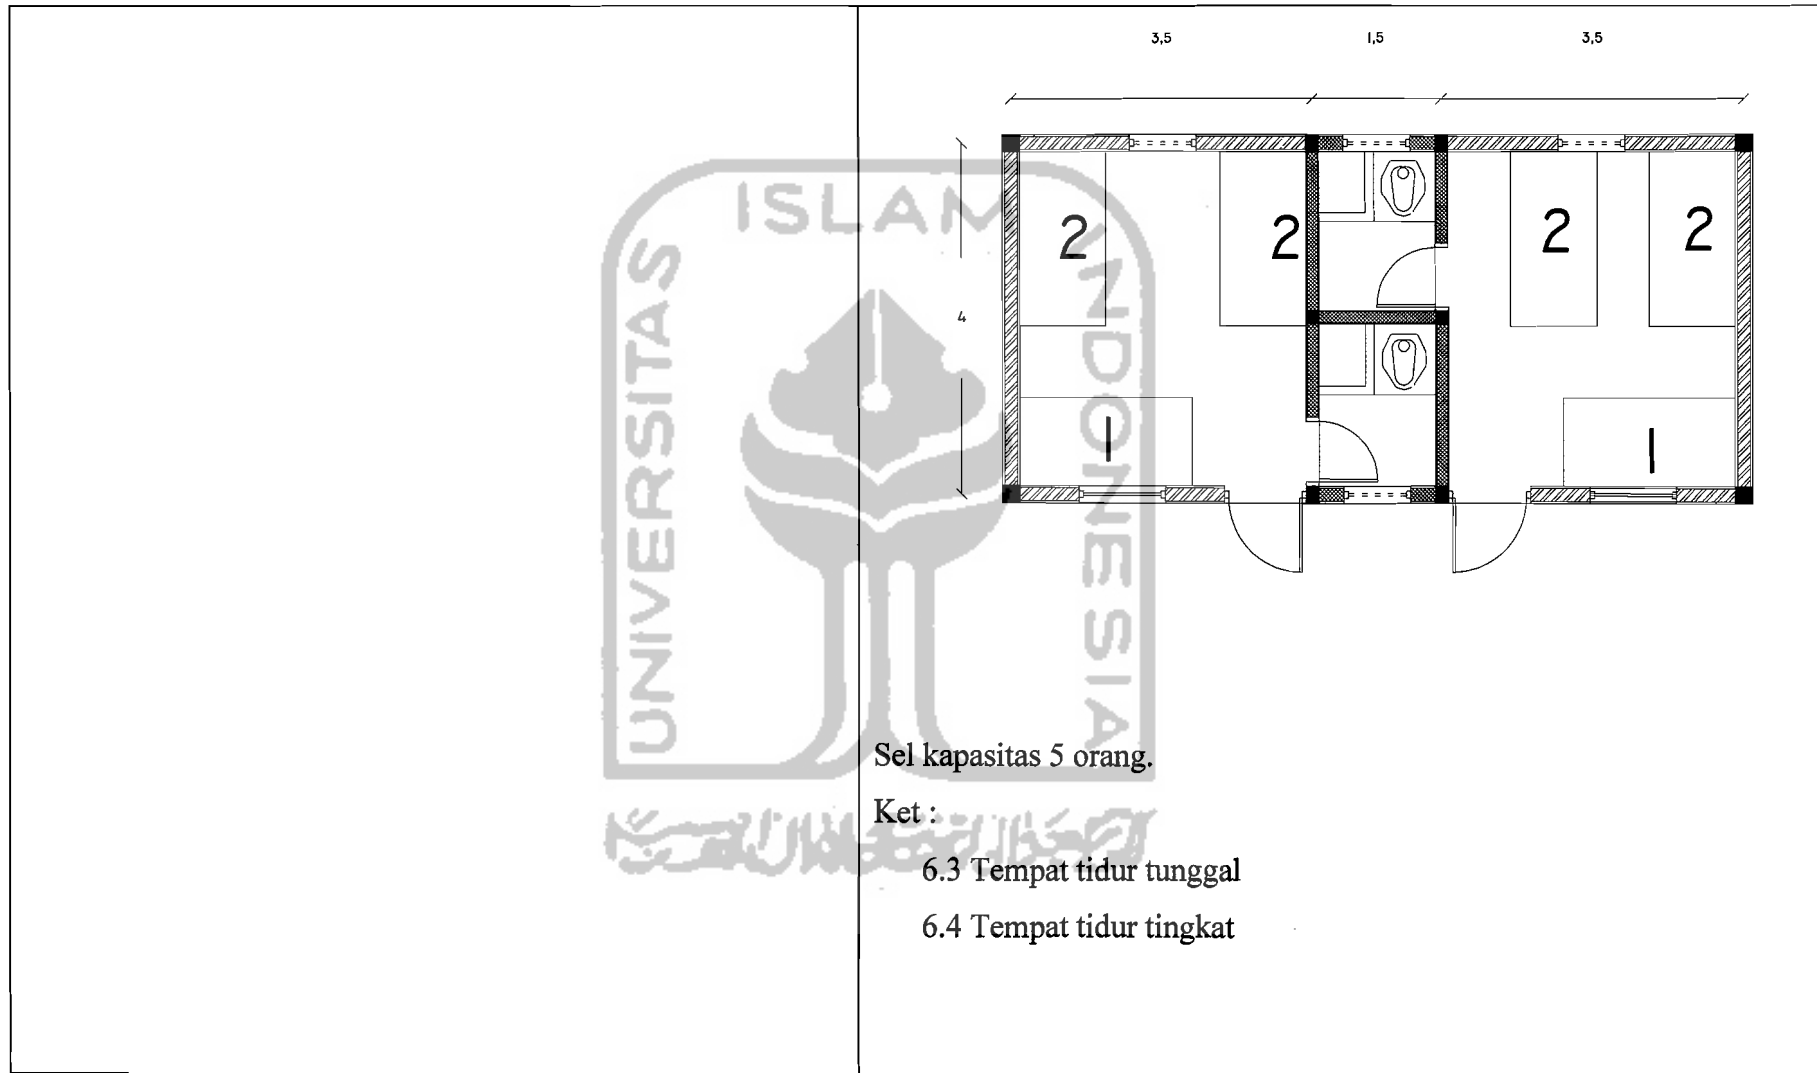 3,5 1,5 3,5
ISLAM
UNIVERSITAS
INDONESIA
2 2 2 2
4
1 1
Sel kapasitas 5 orang.
Ket :
6.3 Tempat tidur tunggal
6.4 Tempat tidur tingkat